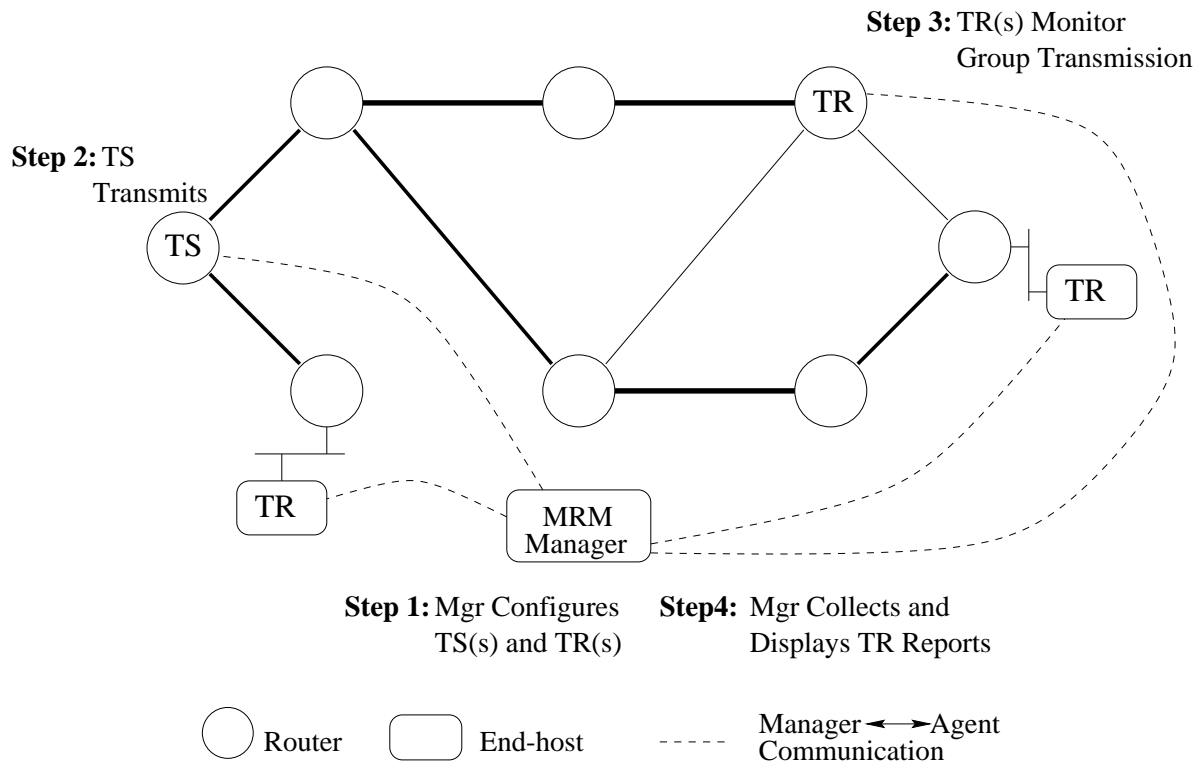 Step 3: TR(s) Monitor
Group Transmission
TR
Step 2: TS
Transmits
TS
TR
TR
MRM
Manager
Step 1: Mgr Configures
TS(s) and TR(s)
Step4: Mgr Collects and
Displays TR Reports
Router
End-host
Manager Agent
Communication